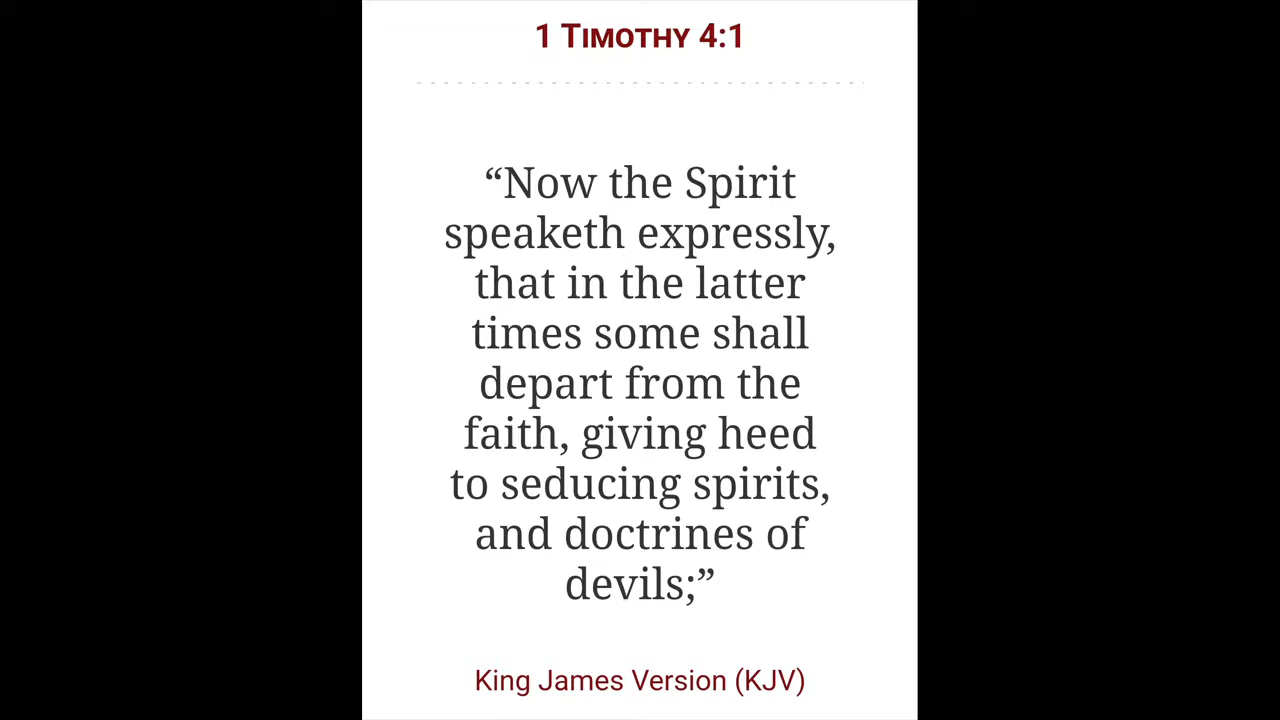 1 Timothy 4:1
“Now the Spirit
speaketh expressly,
that in the latter
times some shall
depart from the
faith, giving heed
to seducing spirits,
and doctrines of
devils;”
King James Version (KJV)